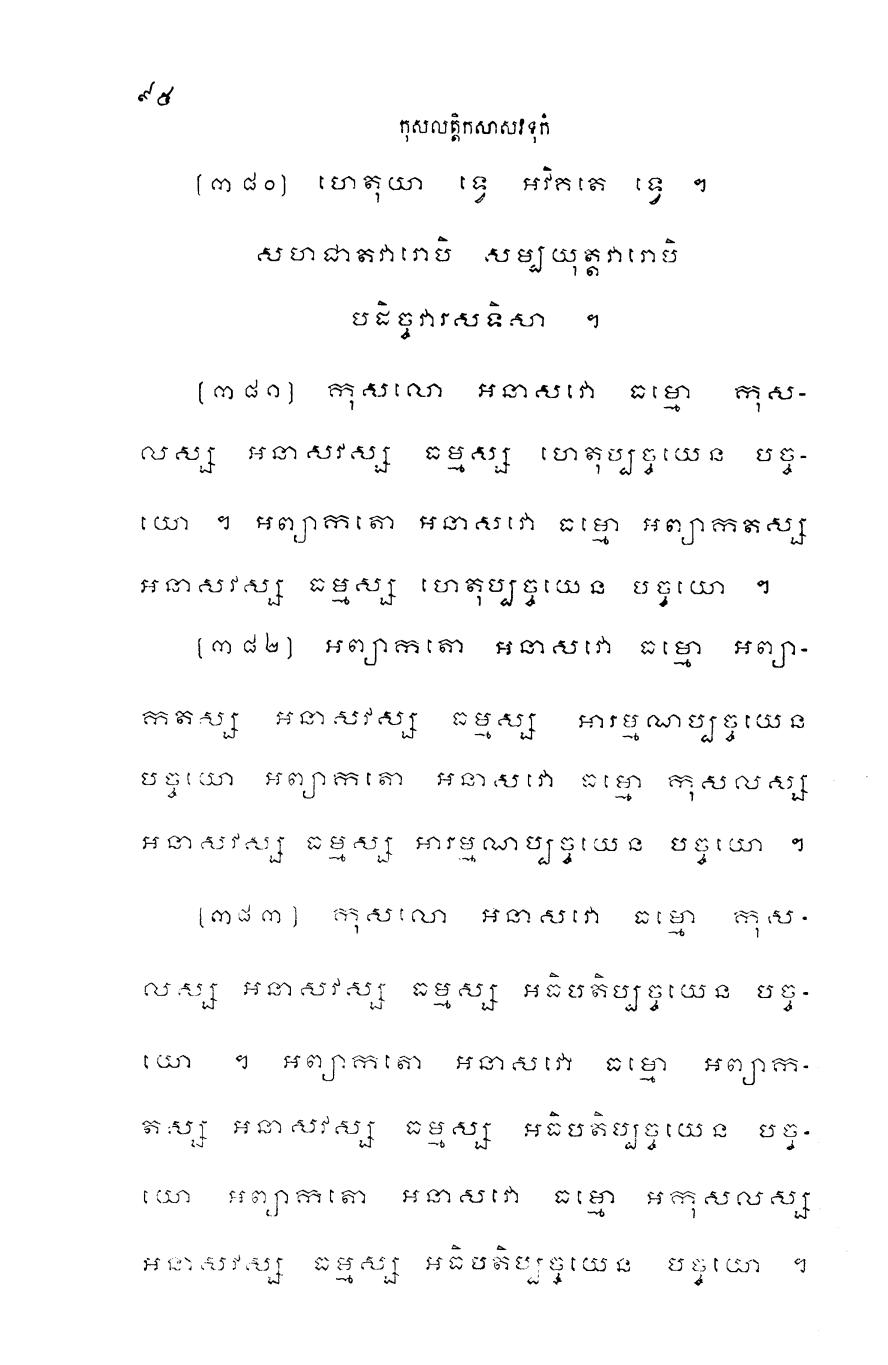 ៩៥
កុសលត្តិកសាសវទុកំ
(៣៨០) ហេតុយា ទ្វេ អវិកតេ ទ្វេ ។
សហជាតវារោបិ សម្បយុត្តវារោបិ
បដិច្ចវារសទិសា ។
(៣៨១) កុសលោ អនាសវោ ធម្មោ កុស-
លស្ស អនាសវស្ស ធម្មស្ស ហេតុប្បច្ចយេន បច្ច-
យោ ។ អព្យាកតោ អនាសវោ ធម្មោ អព្យាកតស្ស
អនាសវស្ស ធម្មស្ស ហេតុប្បច្ចយេន បច្ចយោ ។
(៣៨២) អព្យាកតោ អនាសវោ ធម្មោ អព្យា-
កតស្ស អនាសវស្ស ធម្មស្ស អារម្មណប្បច្ចយេន
បច្ចយោ អព្យាកតោ អនាសវោ ធម្មោ កុសលស្ស
អនាសវស្ស ធម្មស្ស អារម្មណប្បច្ចយេន បច្ចយោ ។
(៣៨៣) កុសលោ អនាសវោ ធម្មោ កុស-
លស្ស អនាសវស្ស ធម្មស្ស អធិបតិប្បច្ចយេន បច្ច-
យោ ។ អព្យាកតោ អនាសវោ ធម្មោ អព្យាក-
តស្ស អនាសវស្ស ធម្មស្ស អធិបតិប្បច្ចយេន បច្ច-
យោ អព្យាកតោ អនាសវោ ធម្មោ អកុសលស្ស
អនាសវស្ស ធម្មស្ស អធិបតិប្បច្ចយេន បច្ចយោ ។